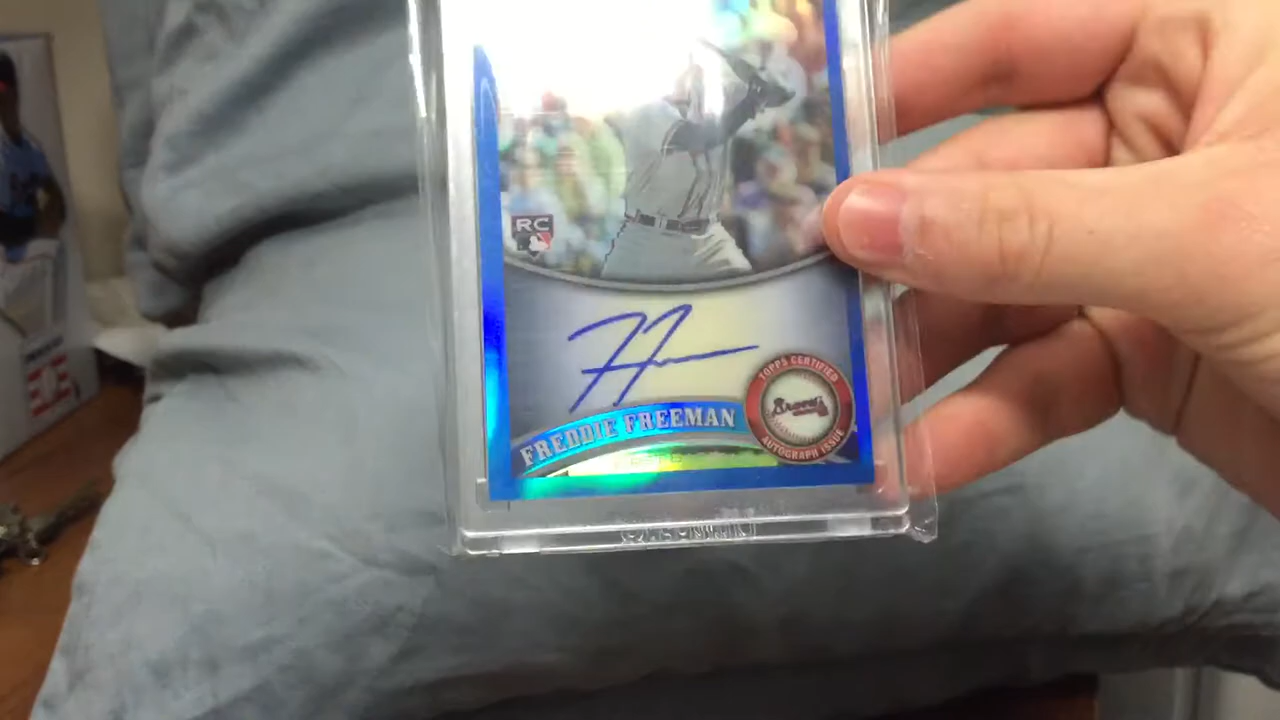 RC
FREDDIE FREEMAN
TOPPS CERTIFIED
Braves
AUTOGRAPH ISSUE